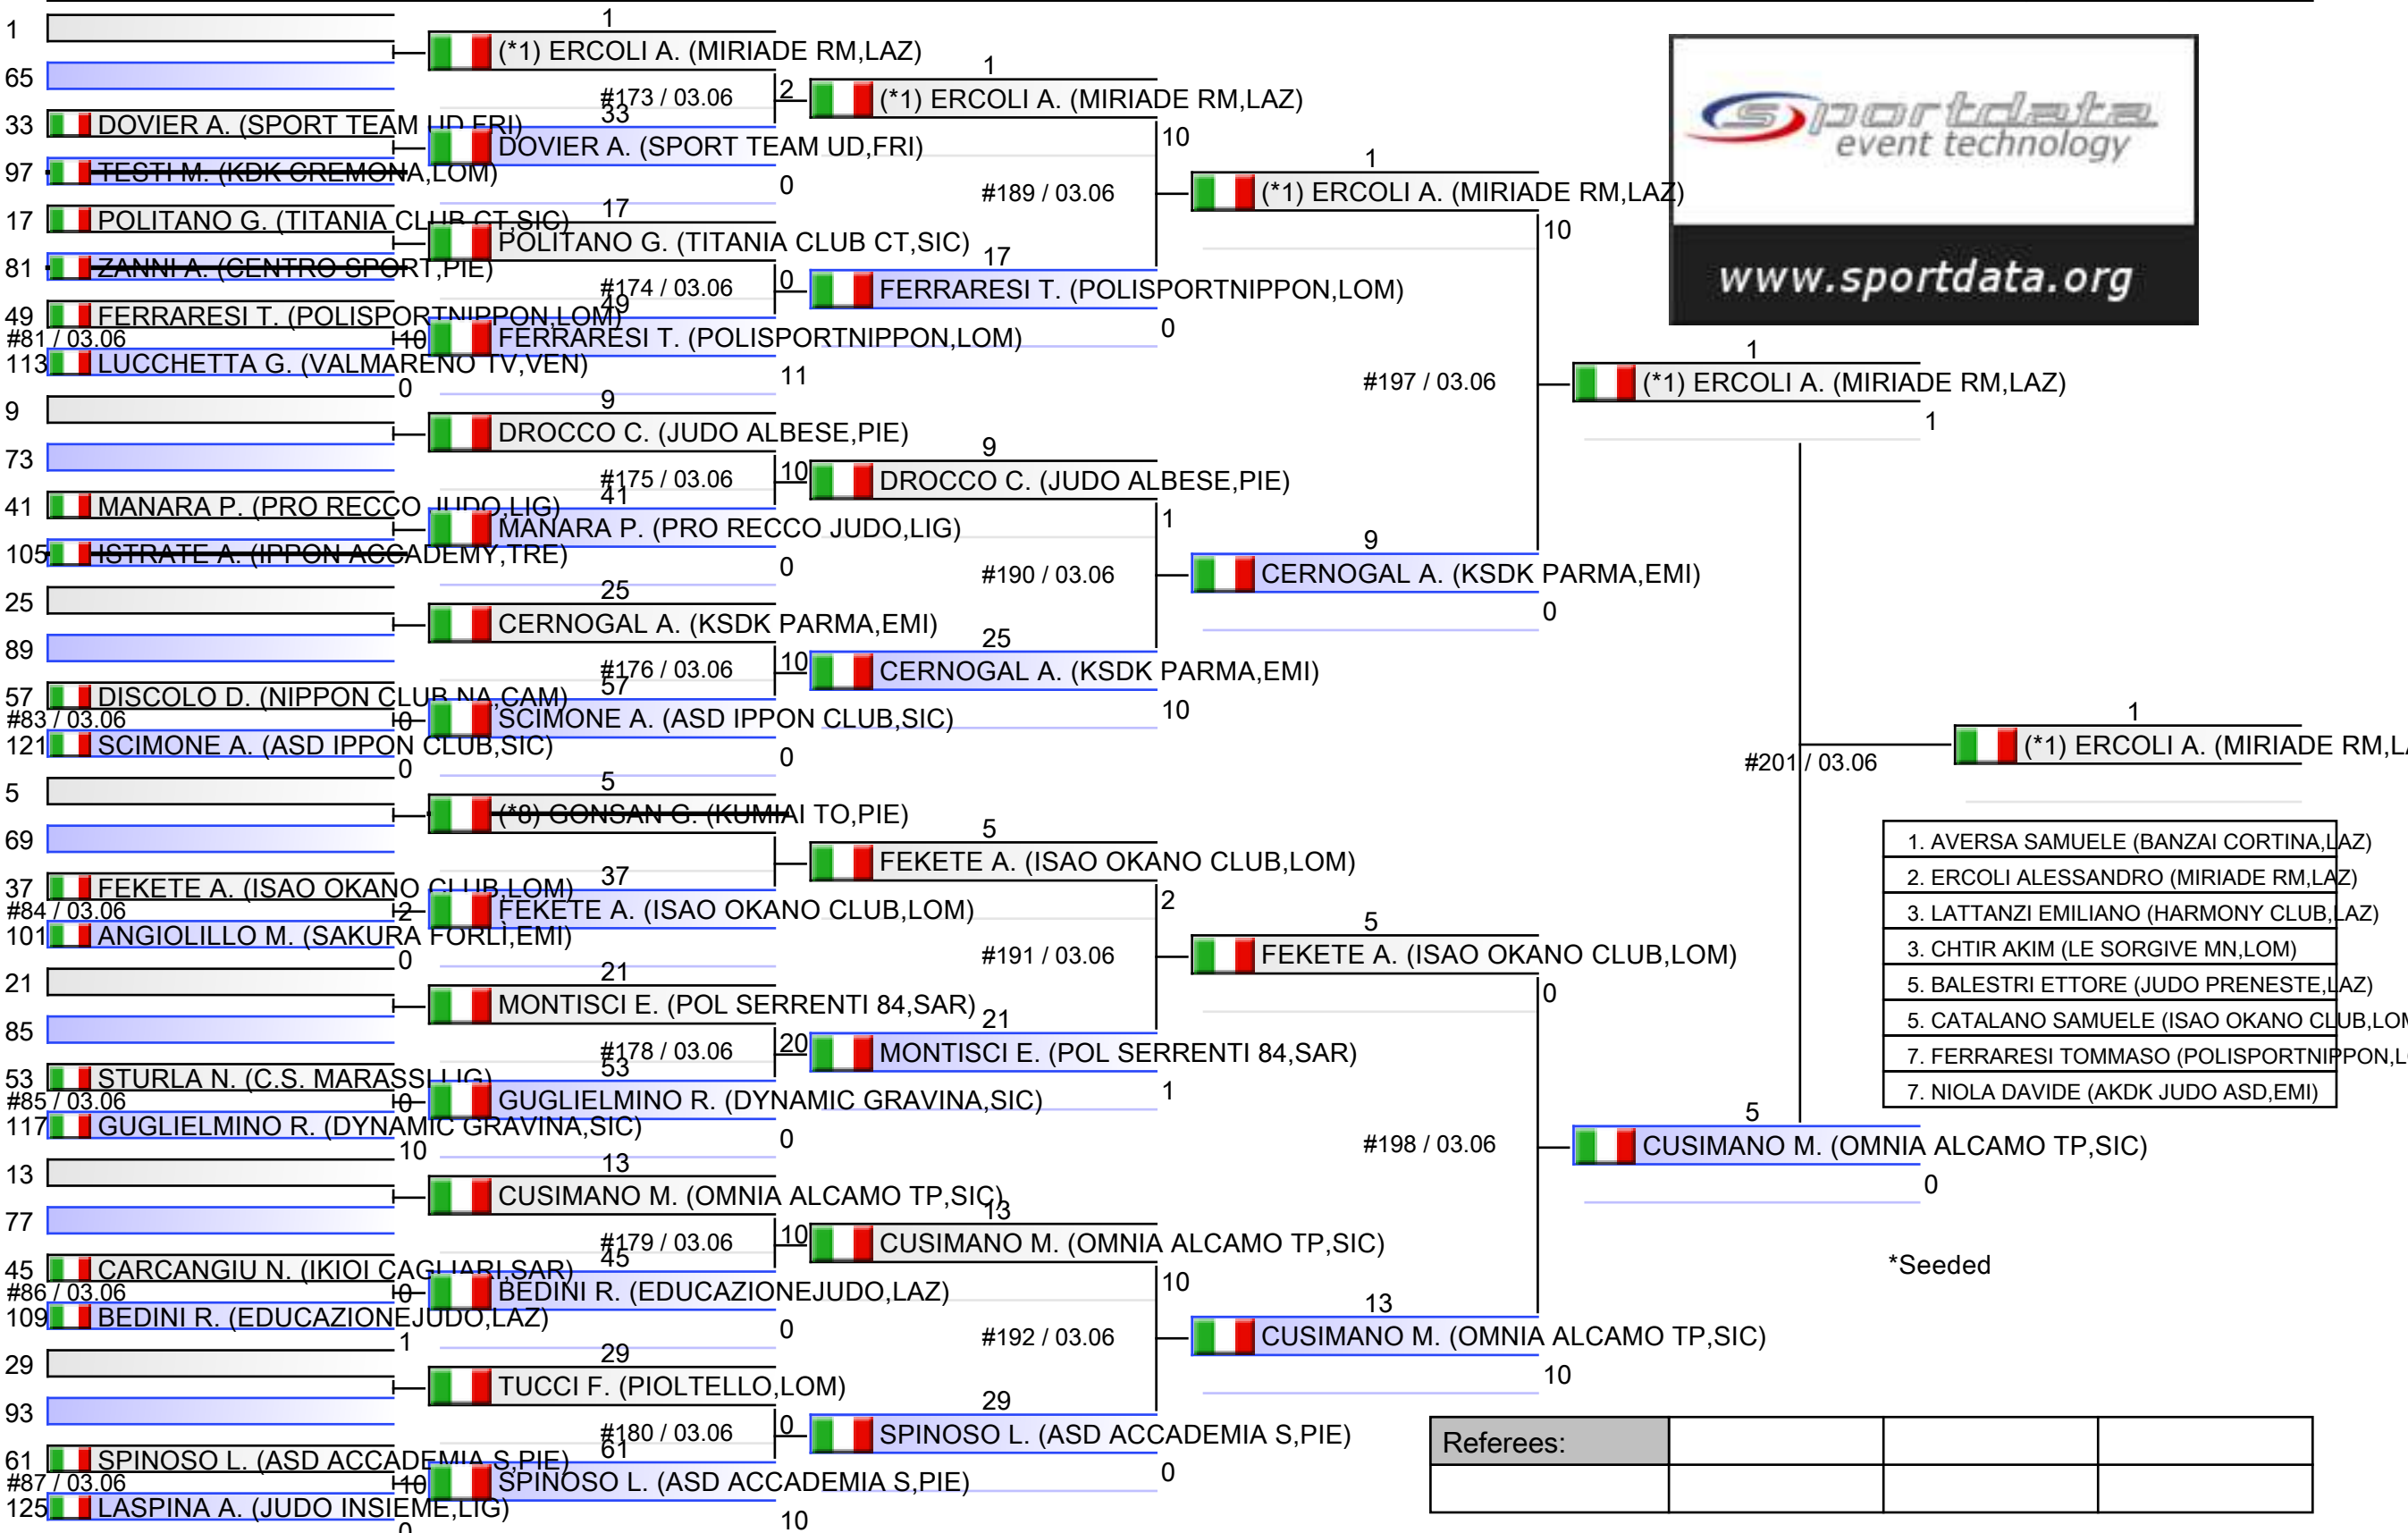 1
65
33 DOVIER A. (SPORT TEAM UD,FRI)
97 TESTI M. (KDK CREMONA,LOM)
17 POLITANO G. (TITANIA CLUB CT,SIC)
81 ZANNI A. (CENTRO SPORT,PIE)
49 FERRARESI T. (POLISPORTNIPPON,LOM)
#81 / 03.06 10
113 LUCCHETTA G. (VALMARENO TV,VEN)
0
9
73
41 MANARA P. (PRO RECCO JUDO,LIG)
105 ISTRATE A. (IPPON ACCADEMY,TRE)
25
89
57 DISCOLO D. (NIPPON CLUB NA,CAM)
#83 / 03.06 0
121 SCIMONE A. (ASD IPPON CLUB,SIC)
0
5
69
37 FEKETE A. (ISAO OKANO CLUB,LOM)
#84 / 03.06 2
101 ANGIOLILLO M. (SAKURA FORLÌ,EMI)
0
21
85
53 STURLA N. (C.S. MARASSI,LIG)
#85 / 03.06 0
117 GUGLIELMINO R. (DYNAMIC GRAVINA,SIC)
10
13
77
45 CARCANGIU N. (IKIOI CAGLIARI,SAR)
#86 / 03.06 0
109 BEDINI R. (EDUCAZIONEJUDO,LAZ)
1
29
93
61 SPINOSO L. (ASD ACCADEMIA S,PIE)
#87 / 03.06 10
125 LASPINA A. (JUDO INSIEME,LIG)
0
1
(*1) ERCOLI A. (MIRIADE RM,LAZ)
#173 / 03.06 2
33
DOVIER A. (SPORT TEAM UD,FRI)
0
17
POLITANO G. (TITANIA CLUB CT,SIC)
#174 / 03.06 0
49
FERRARESI T. (POLISPORTNIPPON,LOM)
11
9
DROCCO C. (JUDO ALBESE,PIE)
#175 / 03.06 10
41
MANARA P. (PRO RECCO JUDO,LIG)
0
25
CERNOGAL A. (KSDK PARMA,EMI)
#176 / 03.06 10
57
SCIMONE A. (ASD IPPON CLUB,SIC)
0
5
(*8) GONSAN G. (KUMIAI TO,PIE)
37
FEKETE A. (ISAO OKANO CLUB,LOM)
21
MONTISCI E. (POL SERRENTI 84,SAR)
#178 / 03.06 20
53
GUGLIELMINO R. (DYNAMIC GRAVINA,SIC)
0
13
CUSIMANO M. (OMNIA ALCAMO TP,SIC)
#179 / 03.06 10
45
BEDINI R. (EDUCAZIONEJUDO,LAZ)
0
29
TUCCI F. (PIOLTELLO,LOM)
#180 / 03.06 0
61
SPINOSO L. (ASD ACCADEMIA S,PIE)
10
1
(*1) ERCOLI A. (MIRIADE RM,LAZ)
10
#189 / 03.06
17
FERRARESI T. (POLISPORTNIPPON,LOM)
0
9
DROCCO C. (JUDO ALBESE,PIE)
1
#190 / 03.06
25
CERNOGAL A. (KSDK PARMA,EMI)
10
5
FEKETE A. (ISAO OKANO CLUB,LOM)
2
#191 / 03.06
21
MONTISCI E. (POL SERRENTI 84,SAR)
1
13
CUSIMANO M. (OMNIA ALCAMO TP,SIC)
10
#192 / 03.06
29
SPINOSO L. (ASD ACCADEMIA S,PIE)
0
1
(*1) ERCOLI A. (MIRIADE RM,LAZ)
10
#197 / 03.06
9
CERNOGAL A. (KSDK PARMA,EMI)
0
5
FEKETE A. (ISAO OKANO CLUB,LOM)
0
#198 / 03.06
13
CUSIMANO M. (OMNIA ALCAMO TP,SIC)
10
sportdata
event technology
www.sportdata.org
1
(*1) ERCOLI A. (MIRIADE RM,LAZ)
1
#201 / 03.06
5
CUSIMANO M. (OMNIA ALCAMO TP,SIC)
0
1
(*1) ERCOLI A. (MIRIADE RM,LA
1. AVERSA SAMUELE (BANZAI CORTINA,LAZ)
2. ERCOLI ALESSANDRO (MIRIADE RM,LAZ)
3. LATTANZI EMILIANO (HARMONY CLUB,LAZ)
3. CHTIR AKIM (LE SORGIVE MN,LOM)
5. BALESTRI ETTORE (JUDO PRENESTE,LAZ)
5. CATALANO SAMUELE (ISAO OKANO CLUB,LOM
7. FERRARESI TOMMASO (POLISPORTNIPPON,L
7. NIOLA DAVIDE (AKDK JUDO ASD,EMI)
*Seeded
Referees: